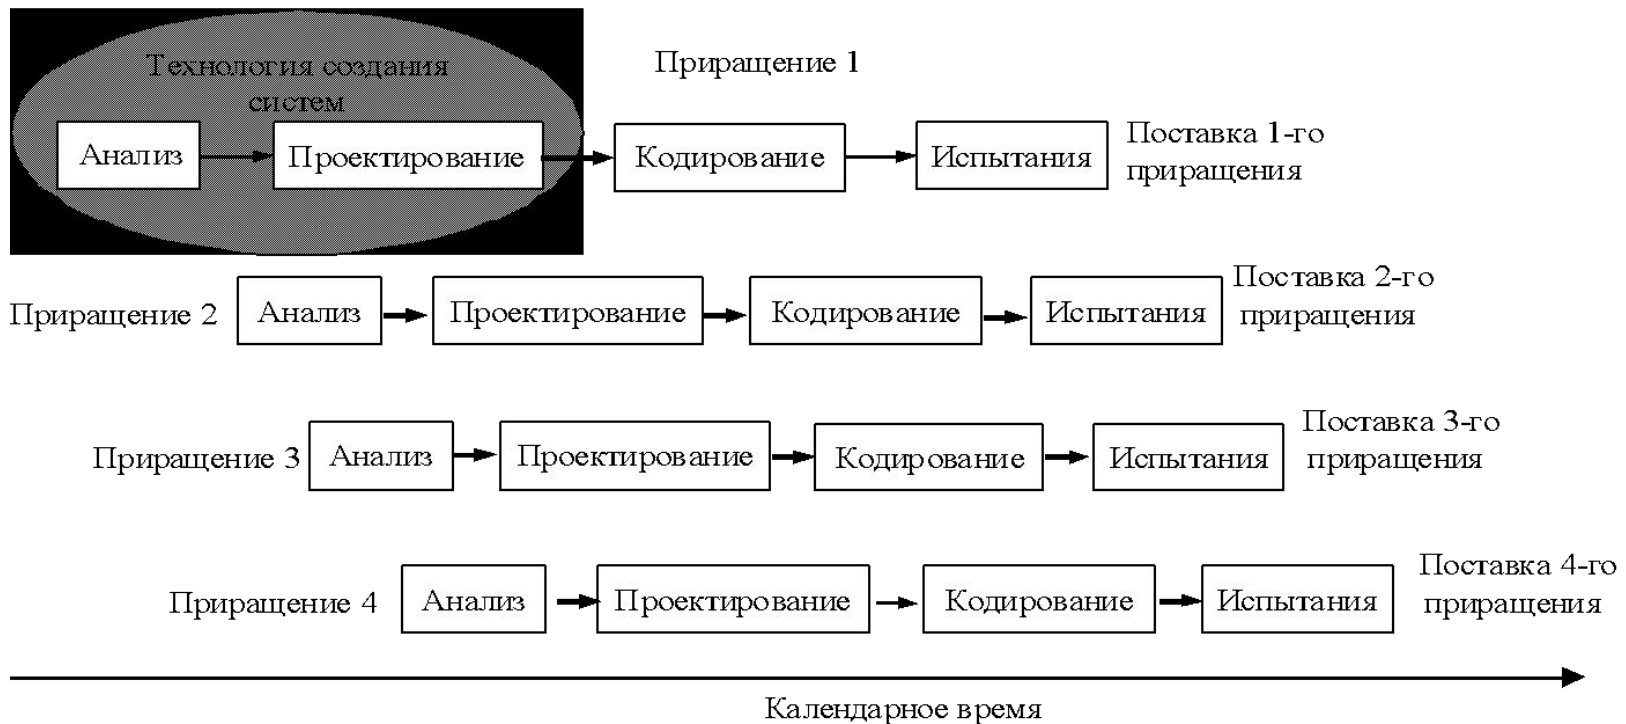 Технология создания
систем
Приращение 1
Анализ
Проектирование
Кодирование
Испытания
Поставка 1-го
приращения
Приращение 2
Анализ
Проектирование
Кодирование
Испытания
Поставка 2-го
приращения
Приращение 3
Анализ
Проектирование
Кодирование
Испытания
Поставка 3-го
приращения
Приращение 4
Анализ
Проектирование
Кодирование
Испытания
Поставка 4-го
приращения
Календарное время